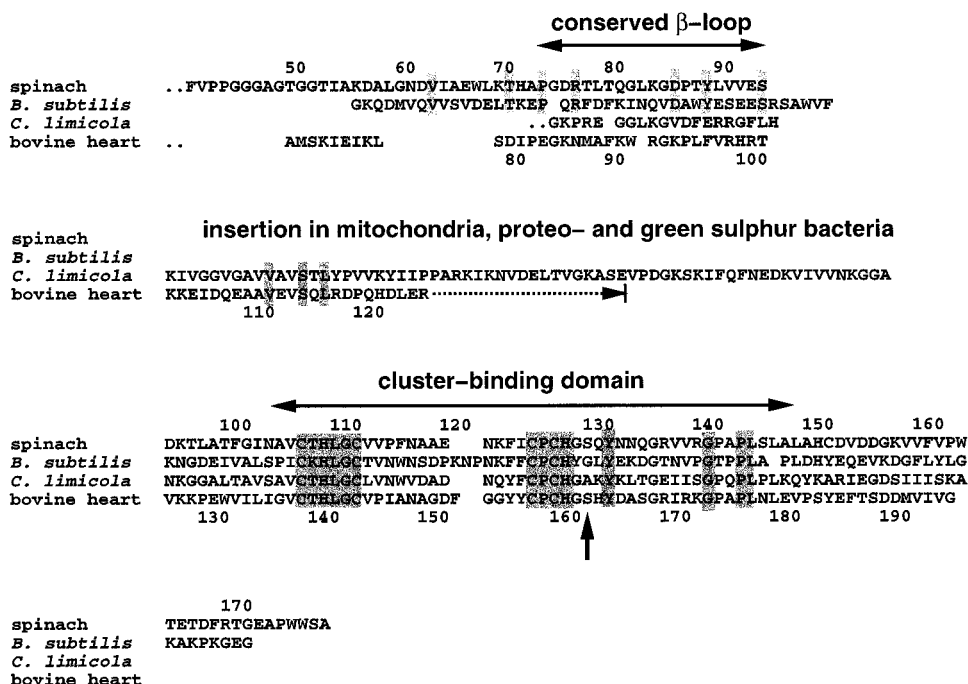 conserved β–loop
50 60 70 80 90
spinach ..FVPPGGGAGTGGTIAKDALGNDVIAEWLKTHAPGDRTLTQGLKGDPTYLVVES
B. subtilis GKQDMVQVVSVDELTKEP QRFDFKINQVDAWYESEESRSAWVF
C. limicola ..GKPRE GGLKGVDFERRGFLH
bovine heart .. AMSKIEIKL SDIPEGKNMAFKW RGKPLFVRHRT
80 90 100
insertion in mitochondria, proteo– and green sulphur bacteria
spinach
B. subtilis
C. limicola KIVGGVGAVVAVSTLYPVVKYIIPPARKIKNVDELTVGKASEVPDGKSKIFQFNEDKVIVVNKGGA
bovine heart KKEIDQEAAVEVSQLRDPQHDLER
110 120
cluster–binding domain
100 110 120 130 140 150 160
spinach DKTLATFGINAVCTHLGCVVPFNAAE NKFICPCHGSQYNNQGRVVRGPAPLSLALAHCDVDDGKVVFVPW
B. subtilis KNGDEIVALSPICKHLGCTVNWNSDPKNPNKFFCPCHYGLYEKDGTNVPGTPPLA PLDHYEQEVKDGFLYLG
C. limicola NKGGALTAVSAVCTHLGCLVNWVDAD NQYFCPCHGAKYKLTGEIISGPQPLPLKQYKARIEGDSIIISKA
bovine heart VKKPEWVILIGVCTHLGCVPIANAGDF GGYYCPCHGSHYDASGRIRKGPAPLNLEVPSYEFTSDDMVIVG
130 140 150 160 170 180 190
170
spinach TETDFRTGEAPWWSA
B. subtilis KAKPKGEG
C. limicola
bovine heart